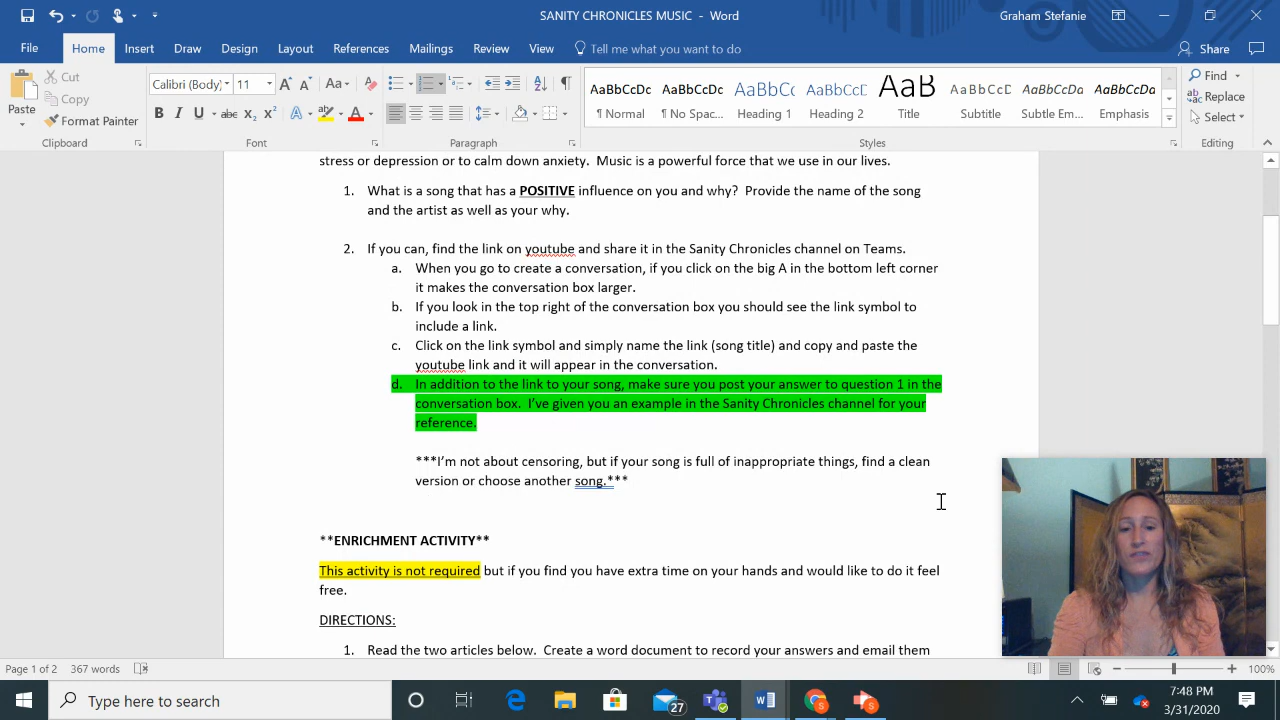 SANITY CHRONICLES MUSIC - Word
Graham Stefanie
File Home Insert Draw Design Layout References Mailings Review View Tell me what you want to do Share
Paste
Cut
Copy
Format Painter
Calibri (Body) 11
AaBbCcDc AaBbCcDc AaBbCc AaBbCcD AaB AaBbCcD AaBbCcDa AaBbCcDa
¶ Normal ¶ No Spac... Heading 1 Heading 2 Title Subtitle Subtle Em... Emphasis
Find
Replace
Select
Clipboard Font Paragraph Styles Editing
stress or depression or to calm down anxiety. Music is a powerful force that we use in our lives.
1. What is a song that has a POSITIVE influence on you and why? Provide the name of the song
and the artist as well as your why.
2. If you can, find the link on youtube and share it in the Sanity Chronicles channel on Teams.
a. When you go to create a conversation, if you click on the big A in the bottom left corner
it makes the conversation box larger.
b. If you look in the top right of the conversation box you should see the link symbol to
include a link.
c. Click on the link symbol and simply name the link (song title) and copy and paste the
youtube link and it will appear in the conversation.
d. In addition to the link to your song, make sure you post your answer to question 1 in the
conversation box. I've given you an example in the Sanity Chronicles channel for your
reference.
***I'm not about censoring, but if your song is full of inappropriate things, find a clean
version or choose another song.***
**ENRICHMENT ACTIVITY**
This activity is not required but if you find you have extra time on your hands and would like to do it feel
free.
DIRECTIONS:
1. Read the two articles below. Create a word document to record your answers and email them
Page 1 of 2 367 words
100%
Type here to search
27
7:48 PM
3/31/2020